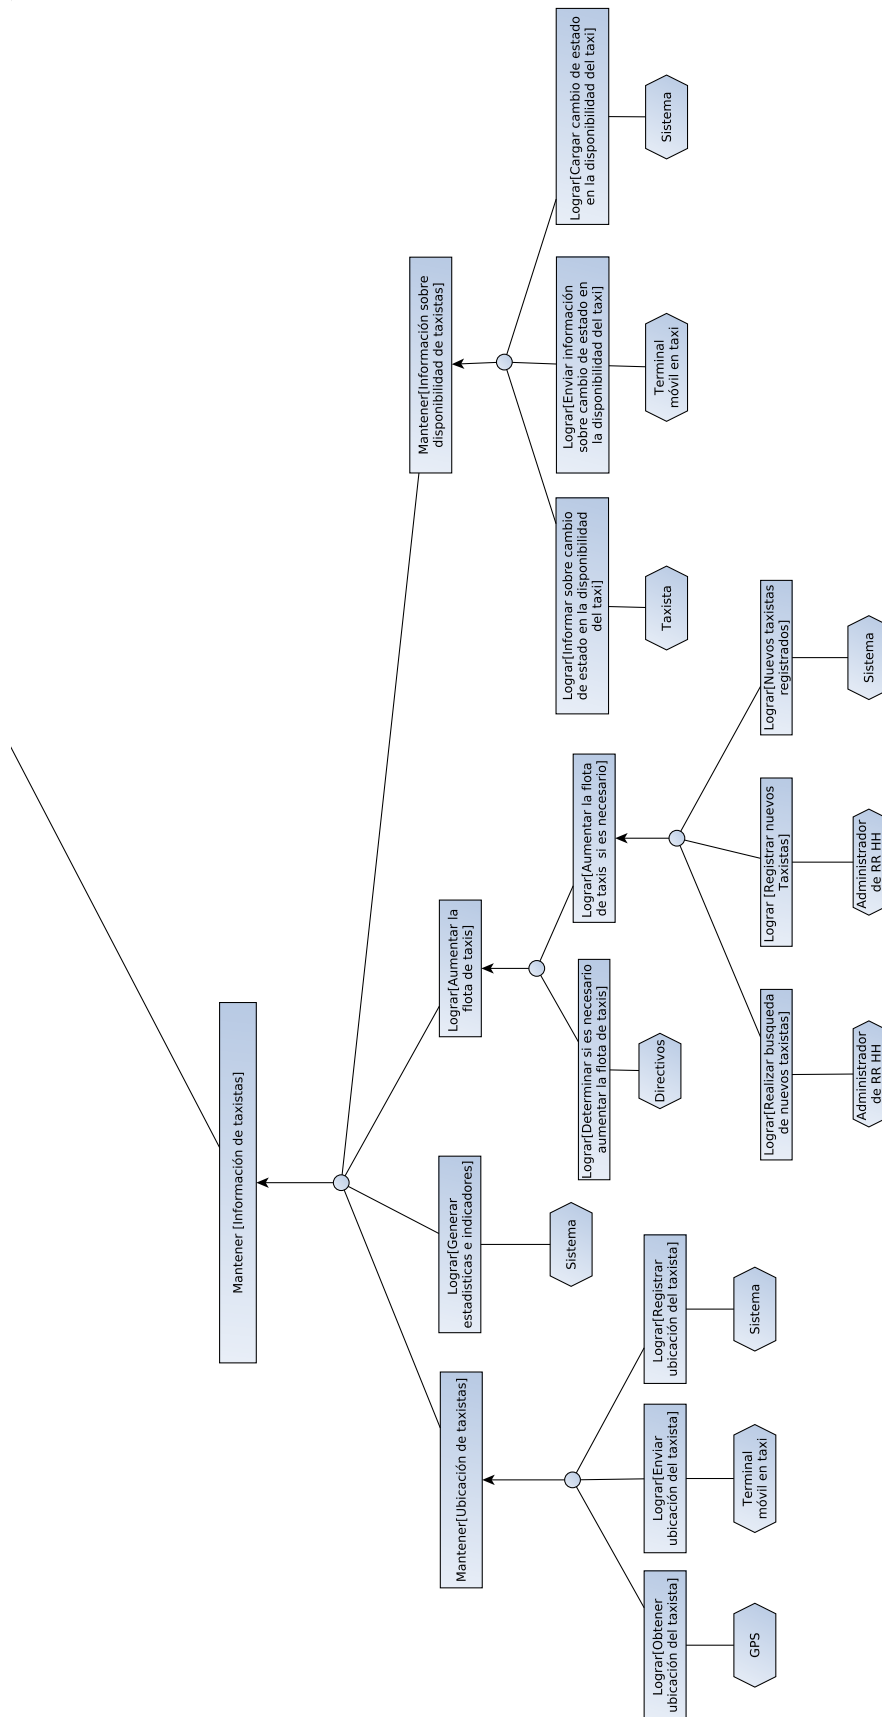 Mantener [Información de taxistas]
Mantener[Ubicación de taxistas]
Lograr[Generar
estadísticas e indicadores]
Lograr[Aumentar la
flota de taxis]
Mantener[Información sobre
disponibilidad de taxistas]
Sistema
Lograr[Determinar si es necesario
aumentar la flota de taxis]
Lograr[Aumentar la flota
de taxis  si es necesario]
Lograr[Informar sobre cambio
de estado en la disponibilidad
del taxi]
Lograr[Enviar información
sobre cambio de estado en
la disponibilidad del taxi]
Lograr[Cargar cambio de estado
en la disponibilidad del taxi]
Directivos
Taxista
Terminal
móvil en taxi
Sistema
Lograr[Obtener
ubicación del taxista]
Lograr[Enviar
ubicación del taxista]
Lograr[Registrar
ubicación del taxista]
GPS
Terminal
móvil en taxi
Sistema
Lograr[Realizar busqueda
de nuevos taxistas]
Lograr [Registrar nuevos
Taxistas]
Lograr[Nuevos taxistas
registrados]
Administrador
de RR HH
Administrador
de RR HH
Sistema